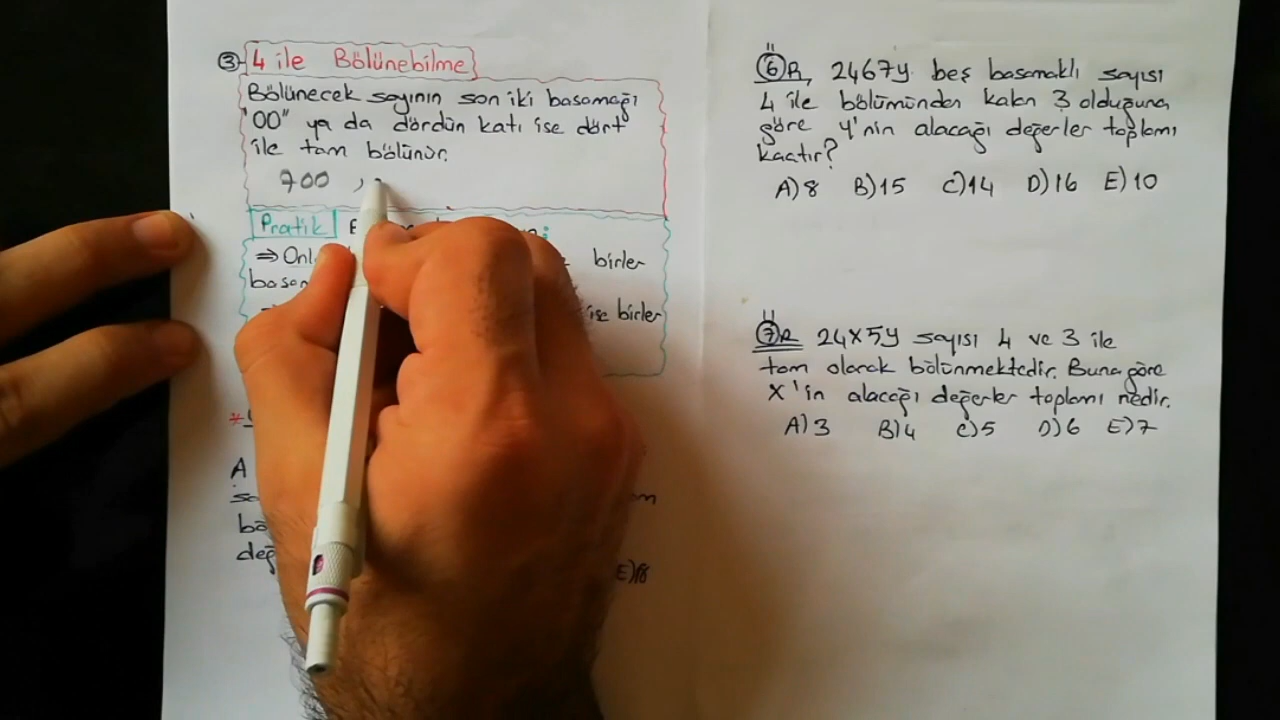 ③ 4 ile Bölünebilme
Bölünecek sayının son iki basamağı
"00" ya da dördün katı ise dört
ile tam bölünür.
700 ,
Pratik
⇒ birler
ise birler
A
E)18
⑥ 2467y beş basamaklı sayısı
4 ile bölümünden kalan 3 olduğuna
göre y'nin alacağı değerler toplamı
kaçtır?
A) 8 B) 15 C) 14 D) 16 E) 10
⑦ 24X5Y sayısı 4 ve 3 ile
tam olarak bölünmektedir. Buna göre
X'in alacağı değerler toplamı nedir.
A) 3 B) 4 C) 5 D) 6 E) 7